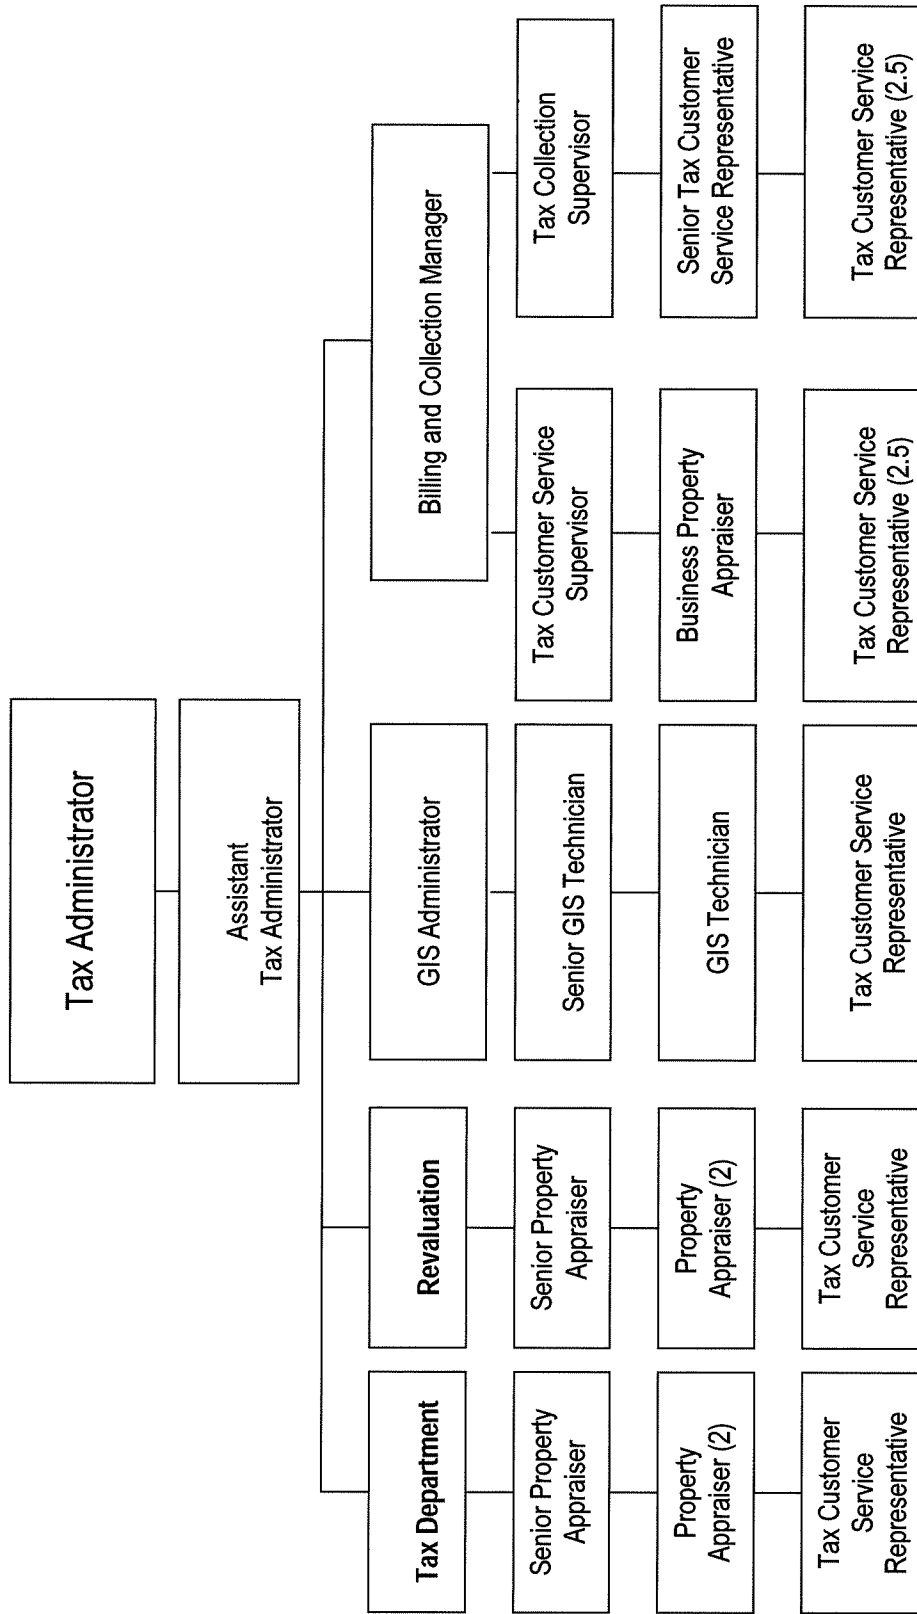 Tax Administrator
Assistant
Tax Administrator
Tax Department
Revaluation
GIS Administrator
Billing and Collection Manager
Senior Property
Appraiser
Senior Property
Appraiser
Senior GIS Technician
Tax Customer Service
Supervisor
Tax Collection
Supervisor
Property
Appraiser (2)
Property
Appraiser (2)
GIS Technician
Business Property
Appraiser
Senior Tax Customer
Service Representative
Tax Customer
Service
Representative
Tax Customer
Service
Representative
Tax Customer Service
Representative
Tax Customer Service
Representative (2.5)
Tax Customer Service
Representative (2.5)